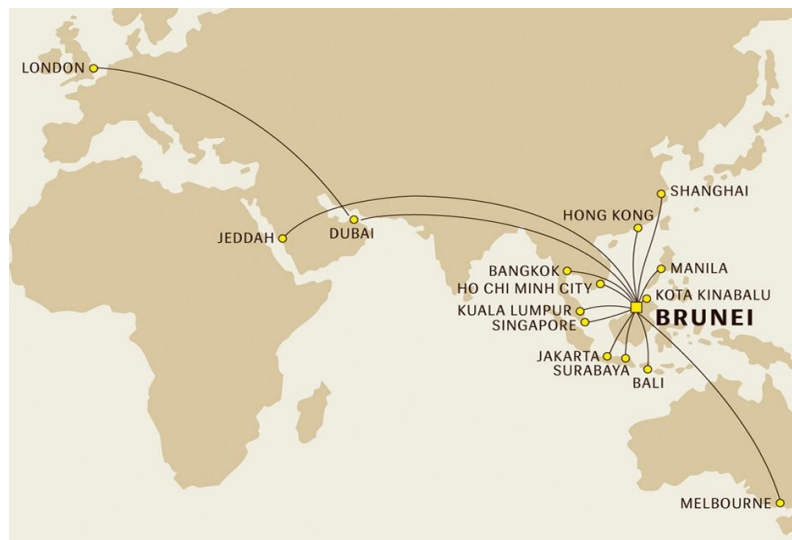 LONDON
SHANGHAI
HONG KONG
JEDDAH
DUBAI
BANGKOK
MANILA
HO CHI MINH CITY
KOTA KINABALU
KUALA LUMPUR
BRUNEI
SINGAPORE
JAKARTA
SURABAYA
BALI
MELBOURNE